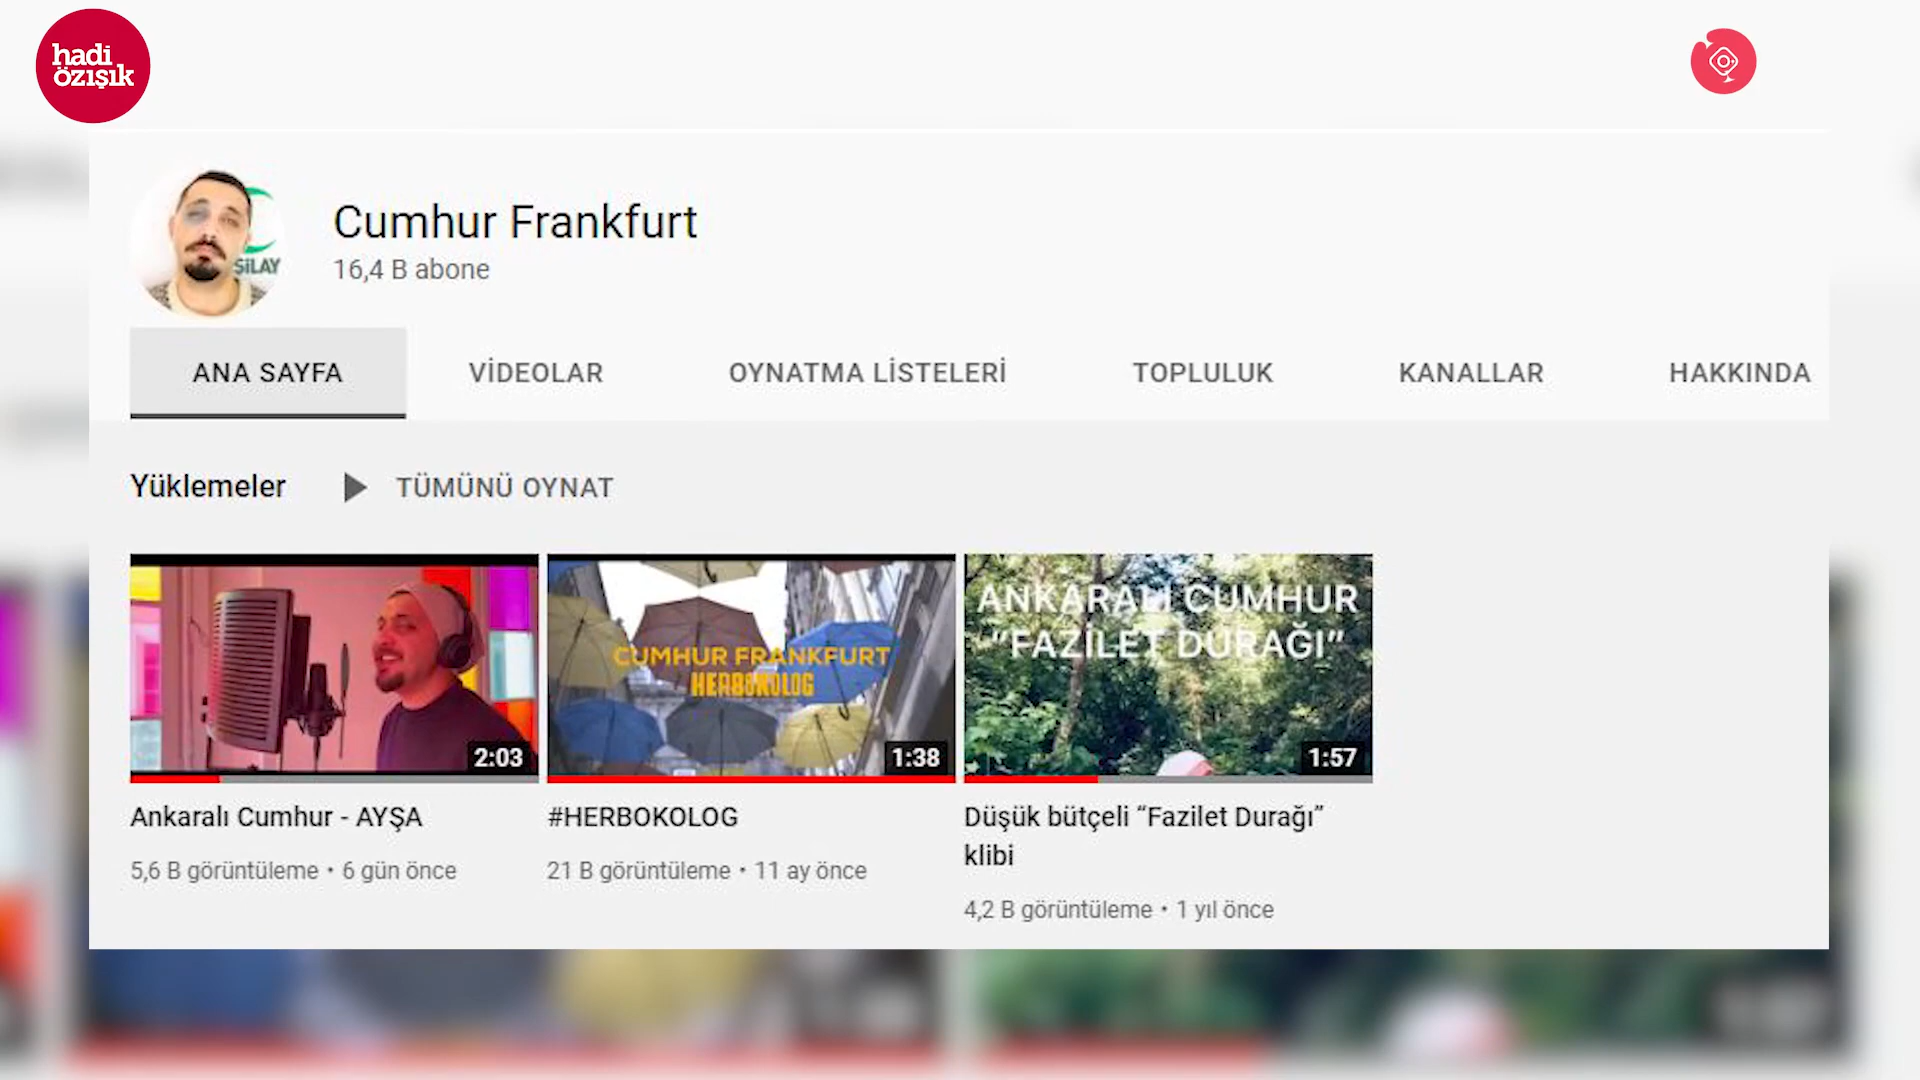 hadi
özışık
Cumhur Frankfurt
16,4 B abone
ŞİLAY
ANA SAYFA
VİDEOLAR
OYNATMA LİSTELERİ
TOPLULUK
KANALLAR
HAKKINDA
Yüklemeler
TÜMÜNÜ OYNAT
2:03
CUMHUR FRANKFURT
HERBOKOLOG
1:38
ANKARALI CUMHUR
“FAZİLET DURAĞI”
1:57
Ankaralı Cumhur - AYŞA
5,6 B görüntüleme • 6 gün önce
#HERBOKOLOG
21 B görüntüleme • 11 ay önce
Düşük bütçeli “Fazilet Durağı”
klibi
4,2 B görüntüleme • 1 yıl önce